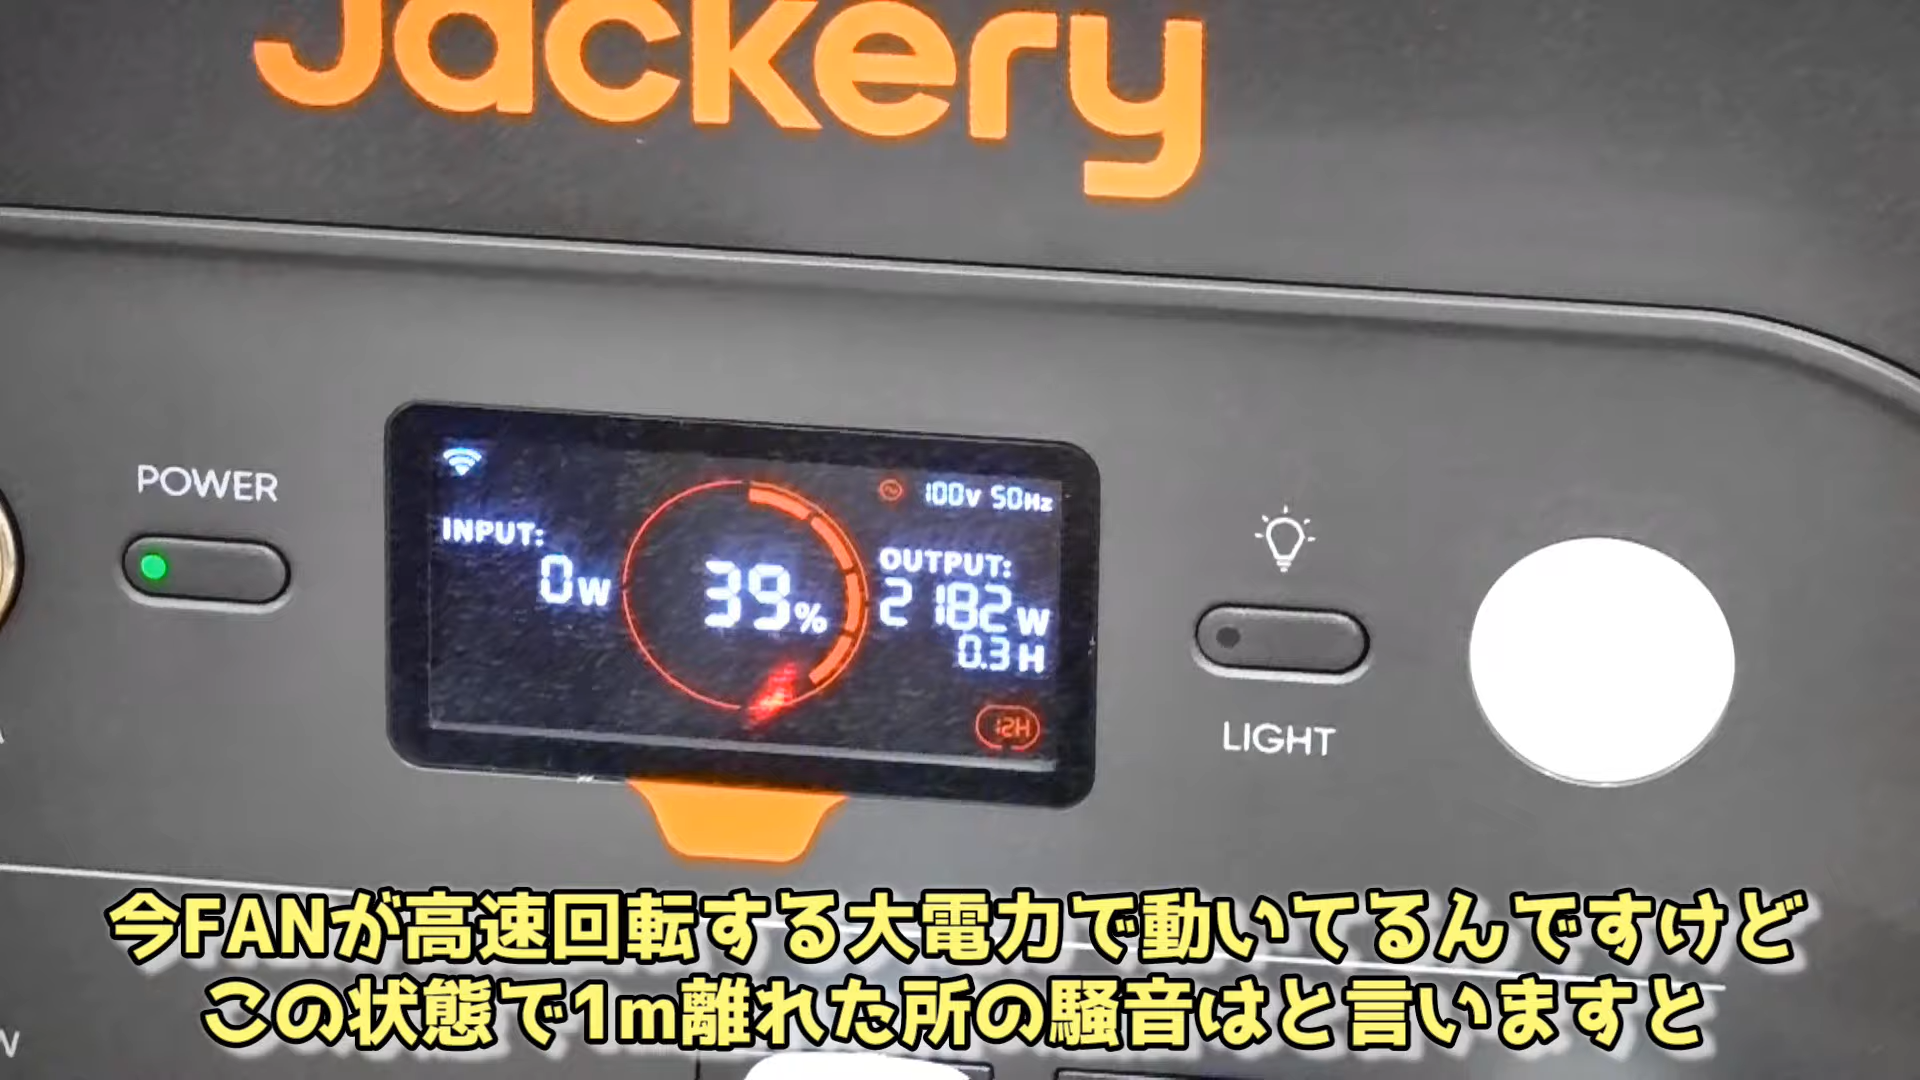 Jackery
POWER
100V 50Hz
INPUT:
0W
39%
OUTPUT:
2182W
0.3H
12H
LIGHT
今FANが高速回転する大電力で動いてるんですけど
この状態で1m離れた所の騒音はと言いますと